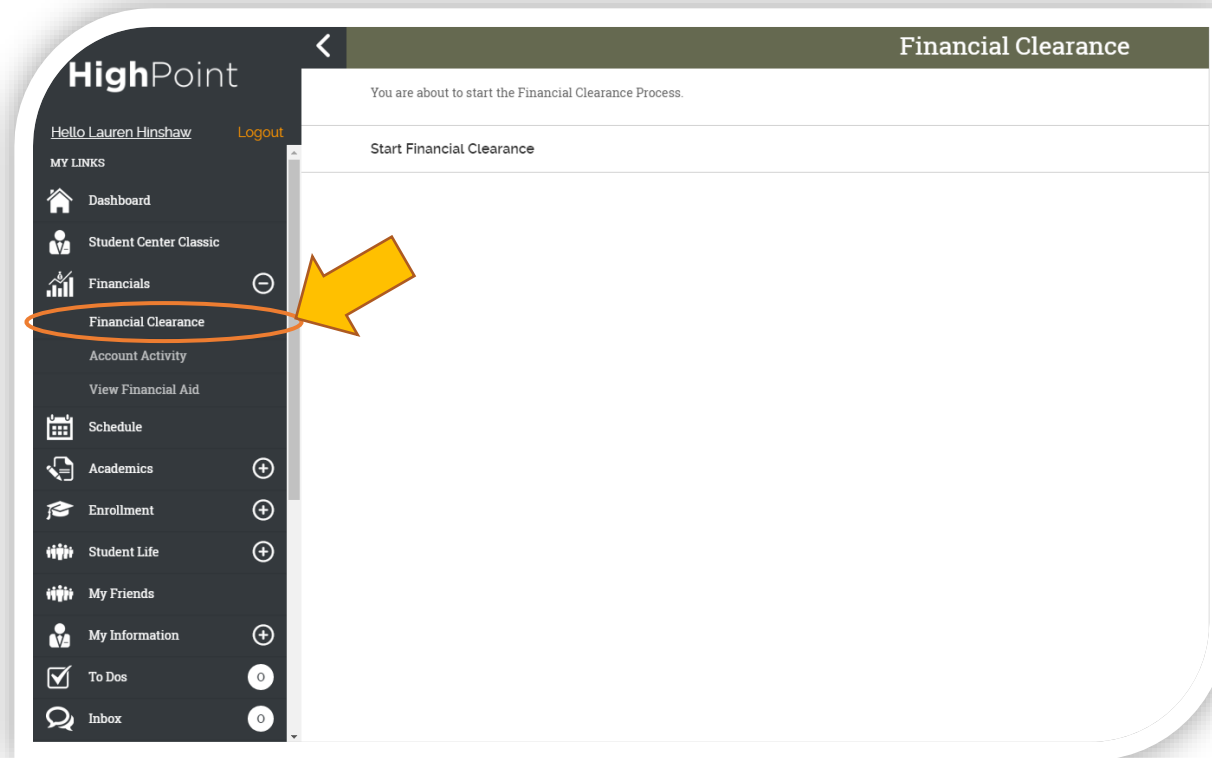 HighPoint
Hello Lauren Hinshaw Logout
MY LINKS
Dashboard
Student Center Classic
Financials
Financial Clearance
Account Activity
View Financial Aid
Schedule
Academics
Enrollment
Student Life
My Friends
My Information
To Dos 0
Inbox 0
Financial Clearance
You are about to start the Financial Clearance Process.
Start Financial Clearance